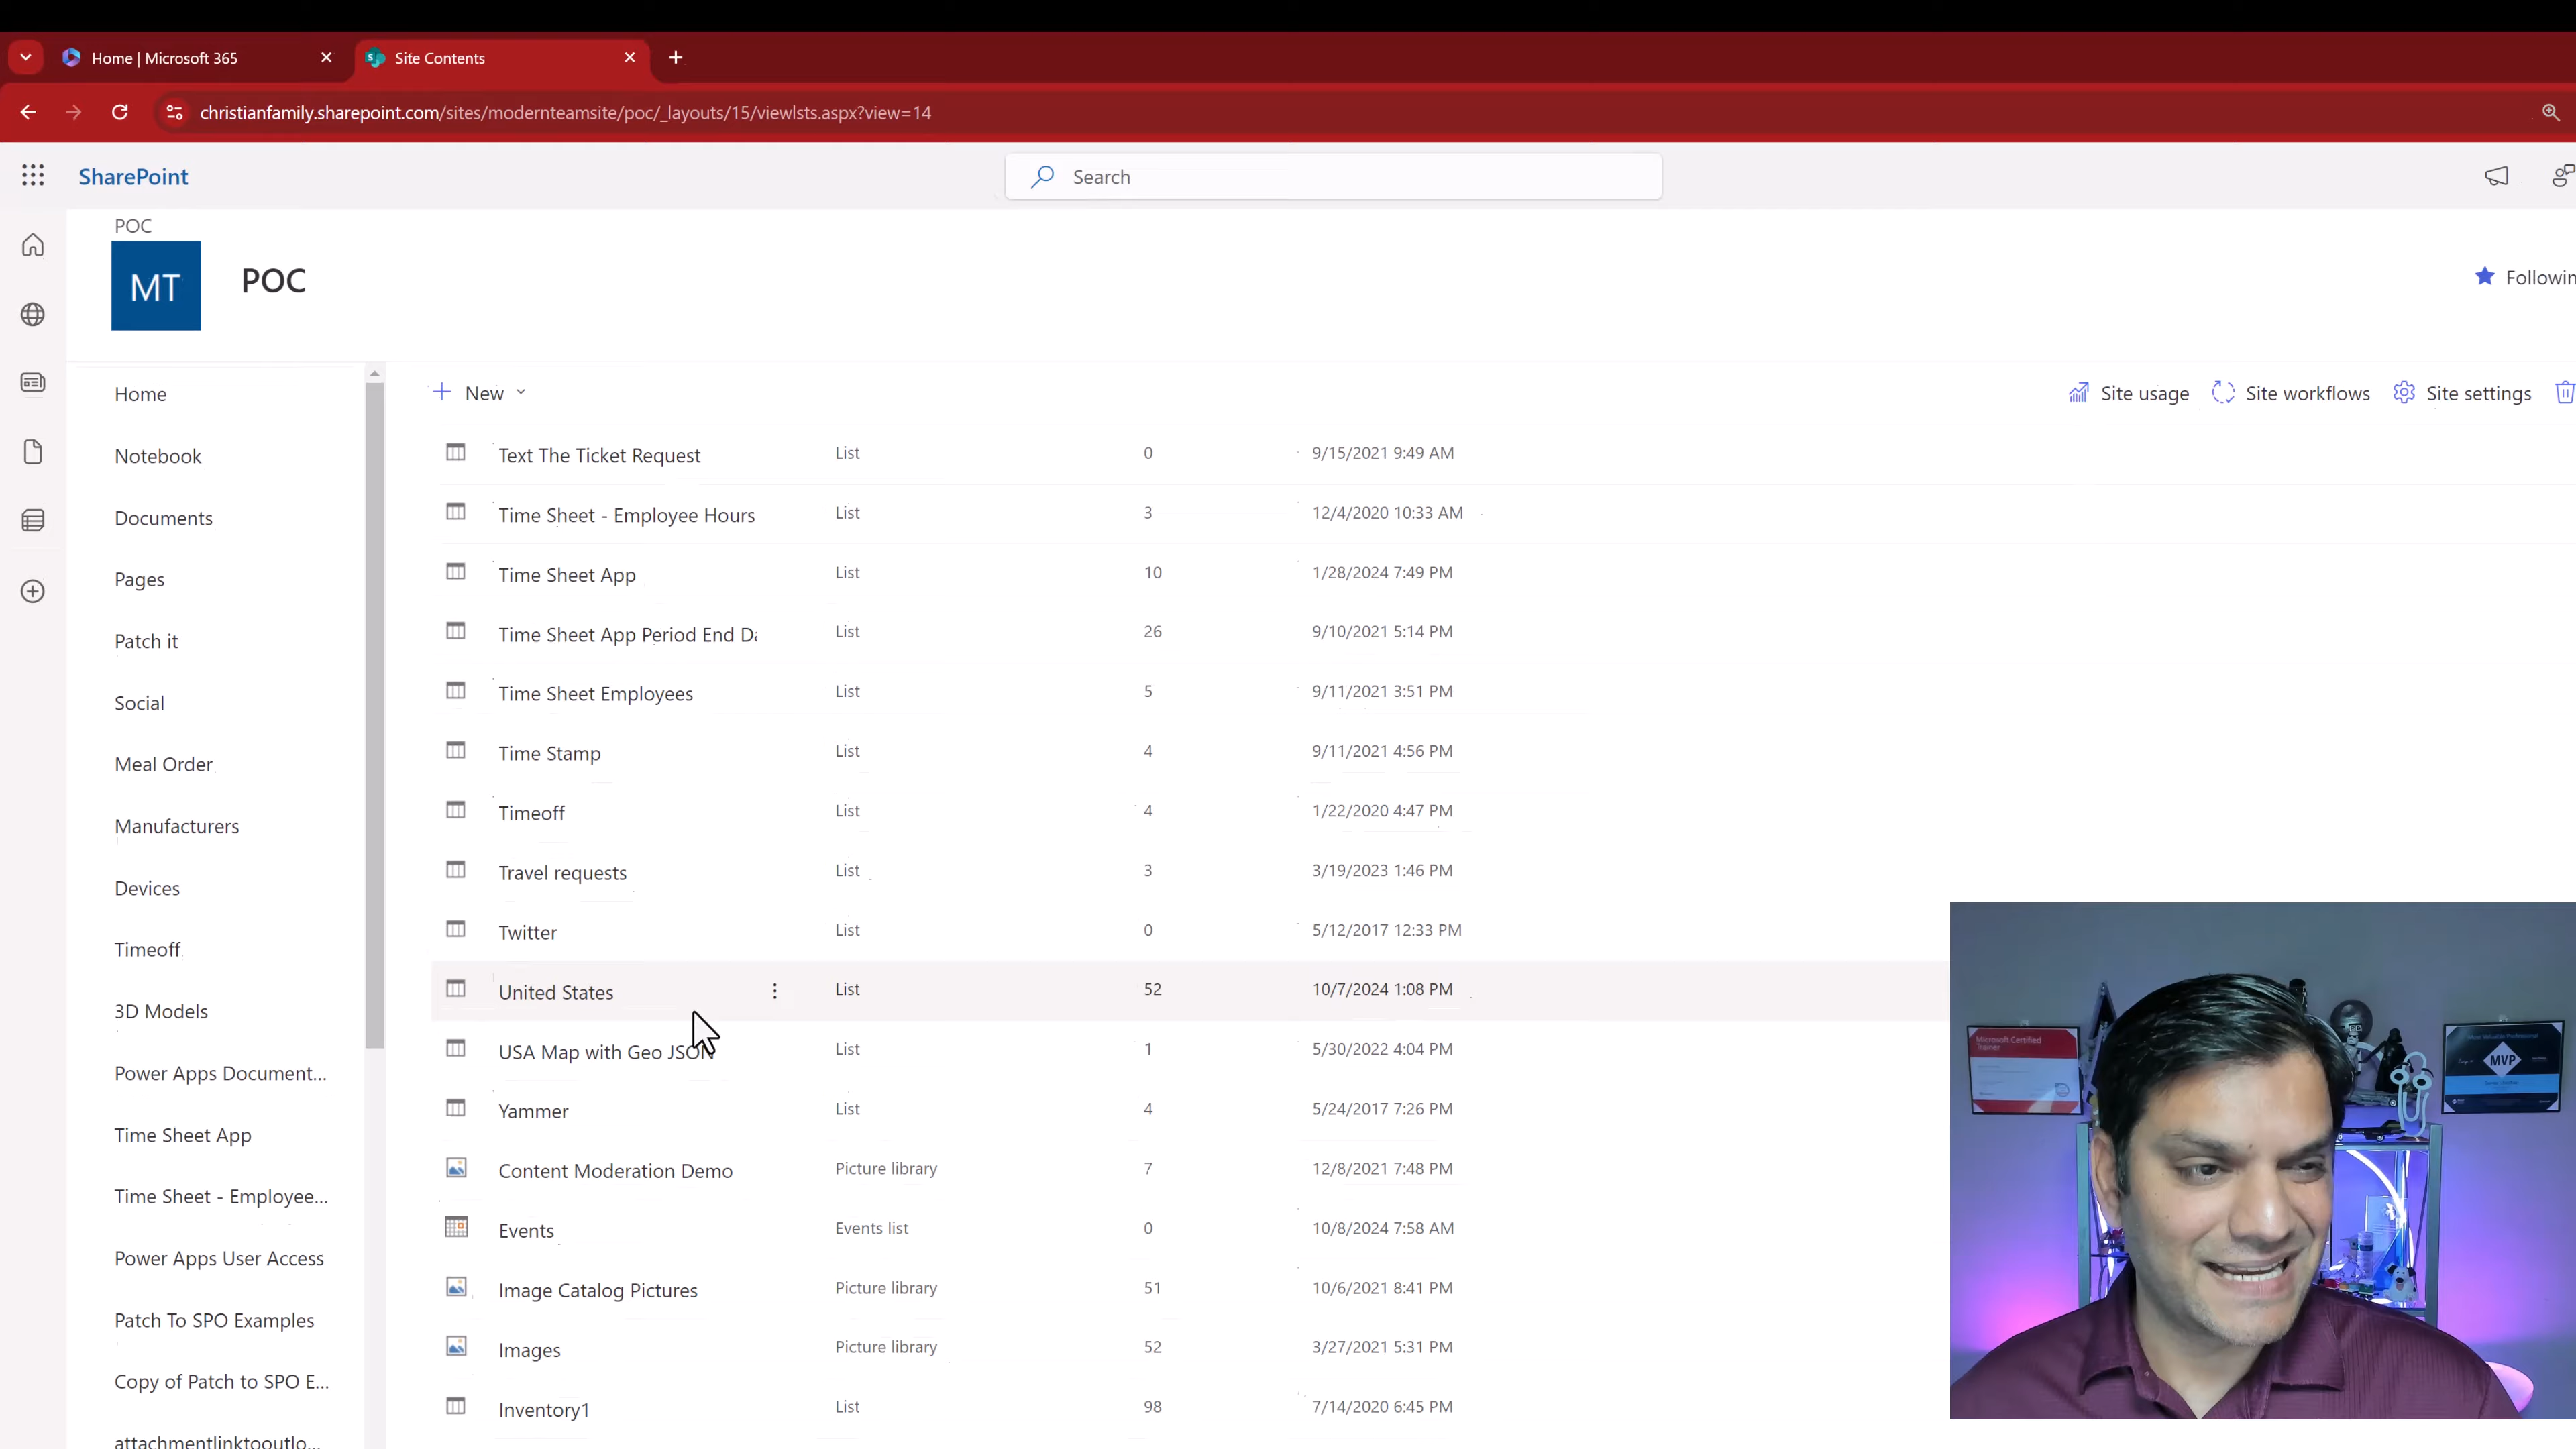 Home | Microsoft 365
Site Contents
christianfamily.sharepoint.com/sites/modernteamsite/poc/_layouts/15/viewlsts.aspx?view=14
SharePoint
Search
POC
MT
POC
Followin
Home
Notebook
Documents
Pages
Patch it
Social
Meal Order
Manufacturers
Devices
Timeoff
3D Models
Power Apps Document...
Time Sheet App
Time Sheet - Employee...
Power Apps User Access
Patch To SPO Examples
Copy of Patch to SPO E...
attachmentlinktooutlo...
New
Site usage
Site workflows
Site settings
Text The Ticket Request List 0 9/15/2021 9:49 AM
Time Sheet - Employee Hours List 3 12/4/2020 10:33 AM
Time Sheet App List 10 1/28/2024 7:49 PM
Time Sheet App Period End Da List 26 9/10/2021 5:14 PM
Time Sheet Employees List 5 9/11/2021 3:51 PM
Time Stamp List 4 9/11/2021 4:56 PM
Timeoff List 4 1/22/2020 4:47 PM
Travel requests List 3 3/19/2023 1:46 PM
Twitter List 0 5/12/2017 12:33 PM
United States List 52 10/7/2024 1:08 PM
USA Map with Geo JSON List 1 5/30/2022 4:04 PM
Yammer List 4 5/24/2017 7:26 PM
Content Moderation Demo Picture library 7 12/8/2021 7:48 PM
Events Events list 0 10/8/2024 7:58 AM
Image Catalog Pictures Picture library 51 10/6/2021 8:41 PM
Images Picture library 52 3/27/2021 5:31 PM
Inventory1 List 98 7/14/2020 6:45 PM
Microsoft Certified
Trainer
MVP